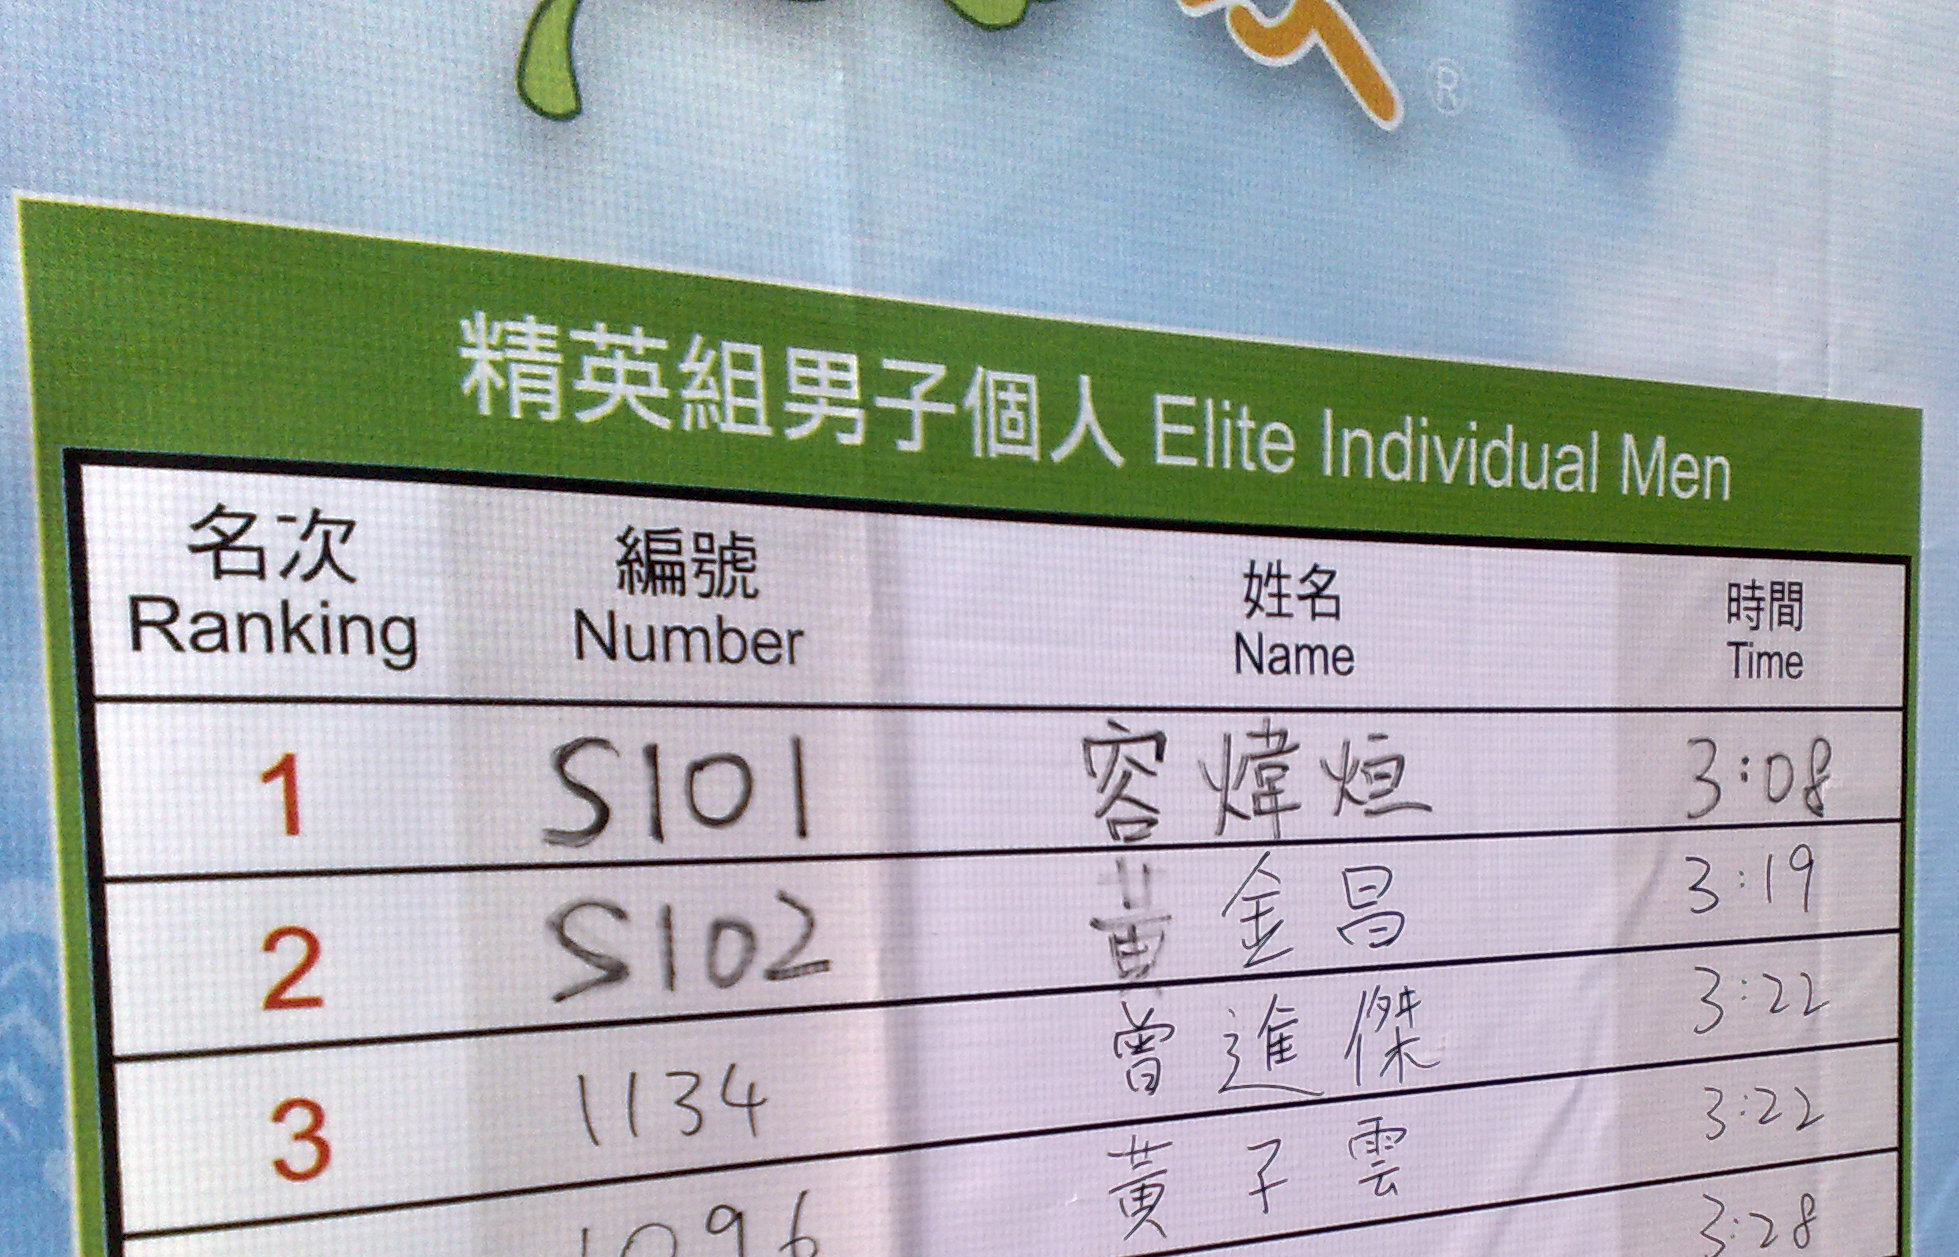 ®
精英組男子個人 Elite Individual Men
名次 編號 姓名 時間
Ranking Number Name Time
1 S101 容煒烜 3:08
2 S102 黃金昌 3:19
3 1134 曾進傑 3:22
1096 黃子雲 3:22
3:28